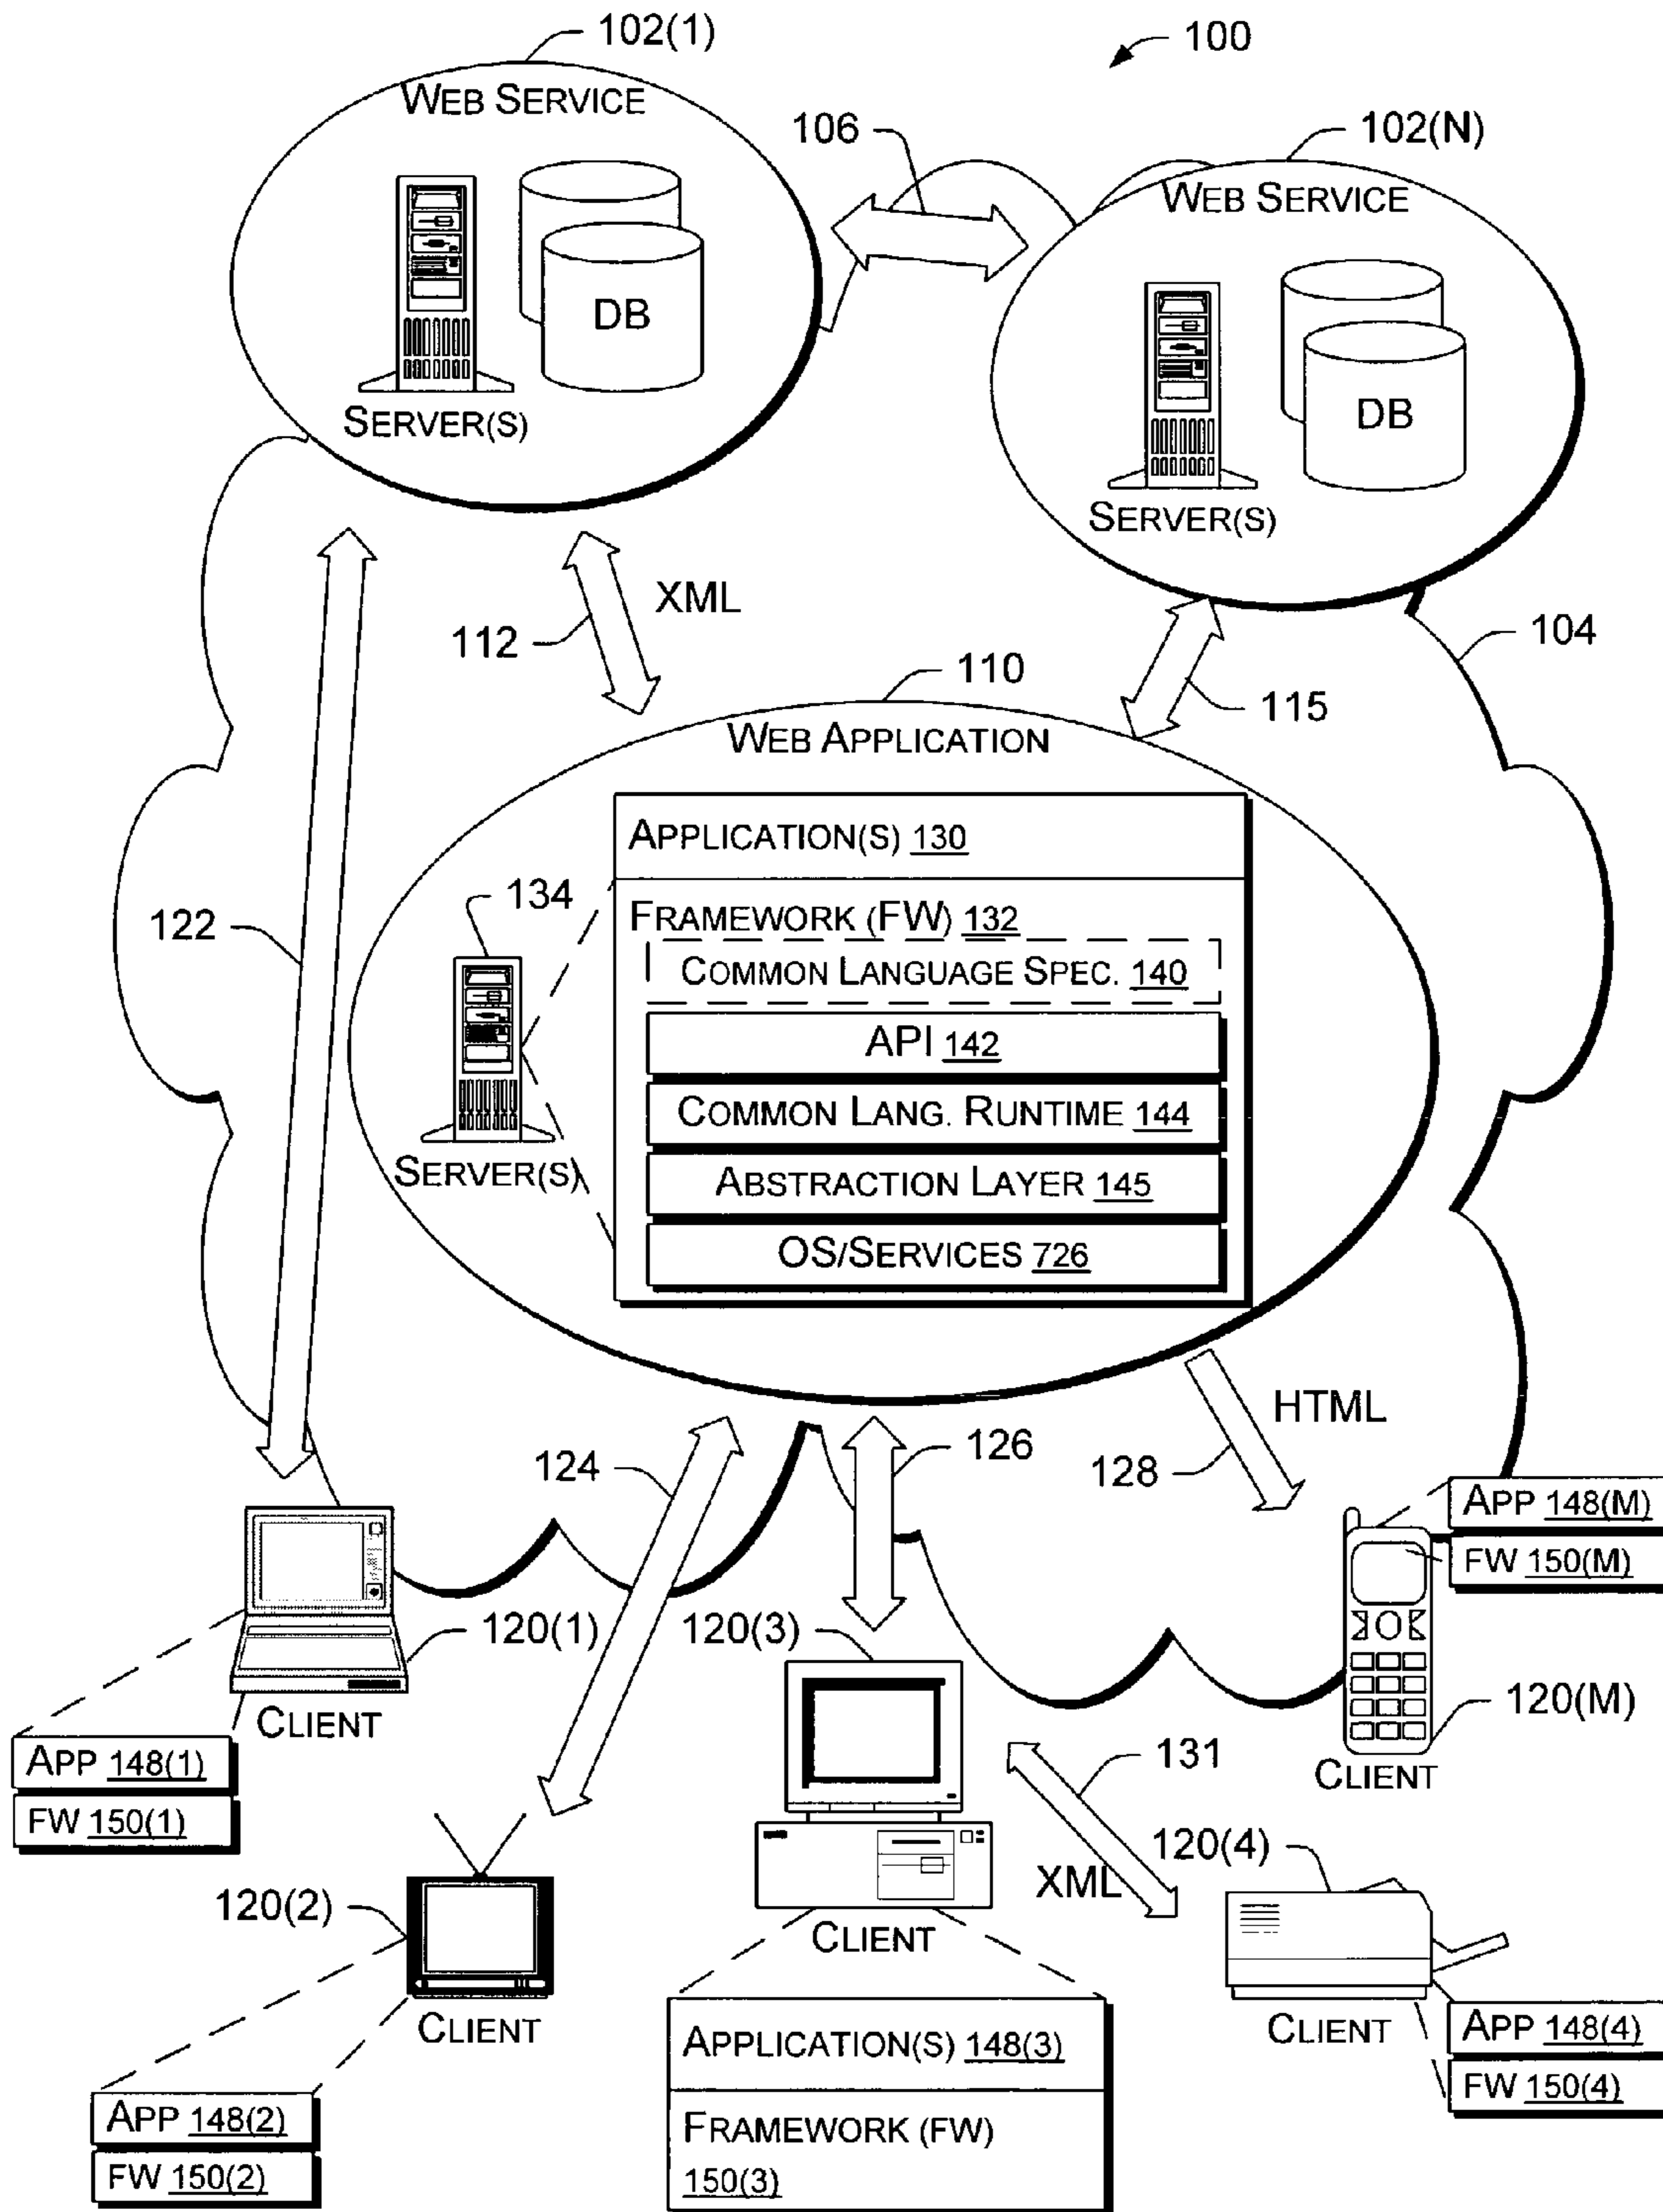 102(1)
100
WEB SERVICE
106
102(N)
WEB SERVICE
DB
SERVER(S)
DB
SERVER(S)
XML
112
104
110
115
WEB APPLICATION
APPLICATION(S) 130
134
FRAMEWORK (FW) 132
122
COMMON LANGUAGE SPEC. 140
API 142
COMMON LANG. RUNTIME 144
SERVER(S)
ABSTRACTION LAYER 145
OS/SERVICES 726
HTML
124
126
128
APP 148(M)
FW 150(M)
120(1)
120(3)
120(M)
CLIENT
131
CLIENT
APP 148(1)
FW 150(1)
120(4)
XML
120(2)
CLIENT
CLIENT
CLIENT
APPLICATION(S) 148(3)
APP 148(4)
FW 150(4)
APP 148(2)
FRAMEWORK (FW)
FW 150(2)
150(3)